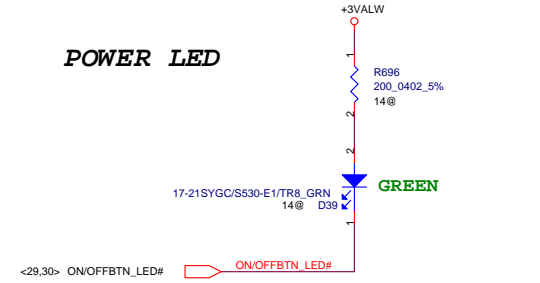 +3VALW
POWER LED
1
R696
200_0402_5%
14@
2
2
GREEN
17-21SYGC/S530-E1/TR8_GRN
14@ D39
1
ON/OFFBTN_LED#
<29,30> ON/OFFBTN_LED#